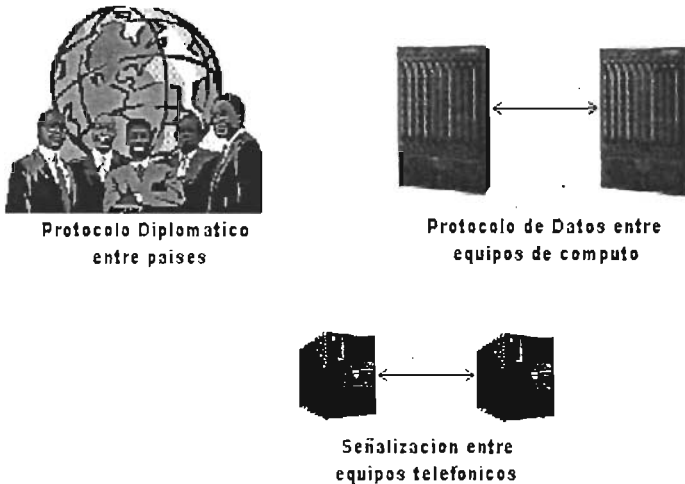 Protocolo Diplomatico
entre paises
Protocolo de Datos entre
equipos de computo
Señalizacion entre
equipos telefonicos